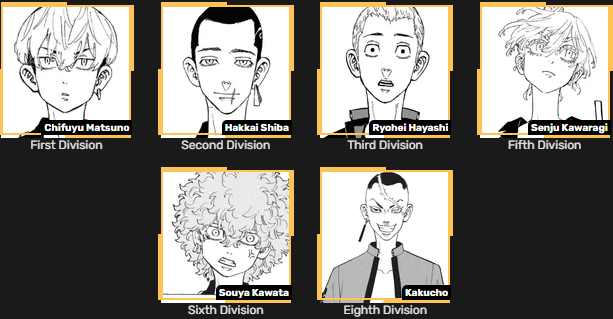 Chifuyu Matsuno
First Division
Hakkai Shiba
Second Division
Ryohei Hayashi
Third Division
Senju Kawaragi
Fifth Division
Souya Kawata
Sixth Division
Kakucho
Eighth Division